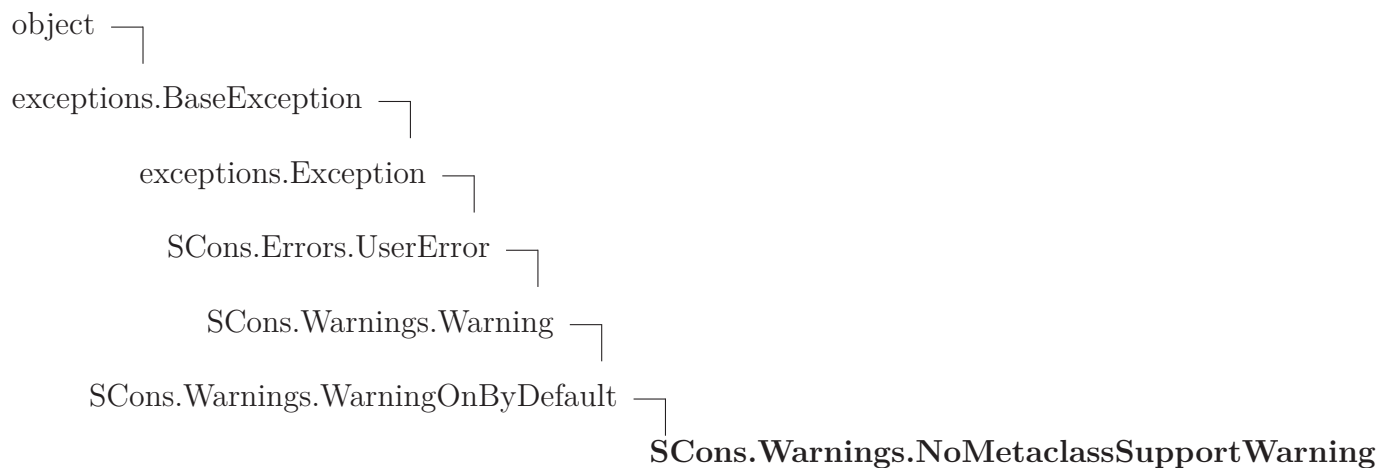 object
exceptions.BaseException
exceptions.Exception
SCons.Errors.UserError
SCons.Warnings.Warning
SCons.Warnings.WarningOnByDefault
SCons.Warnings.NoMetaclassSupportWarning